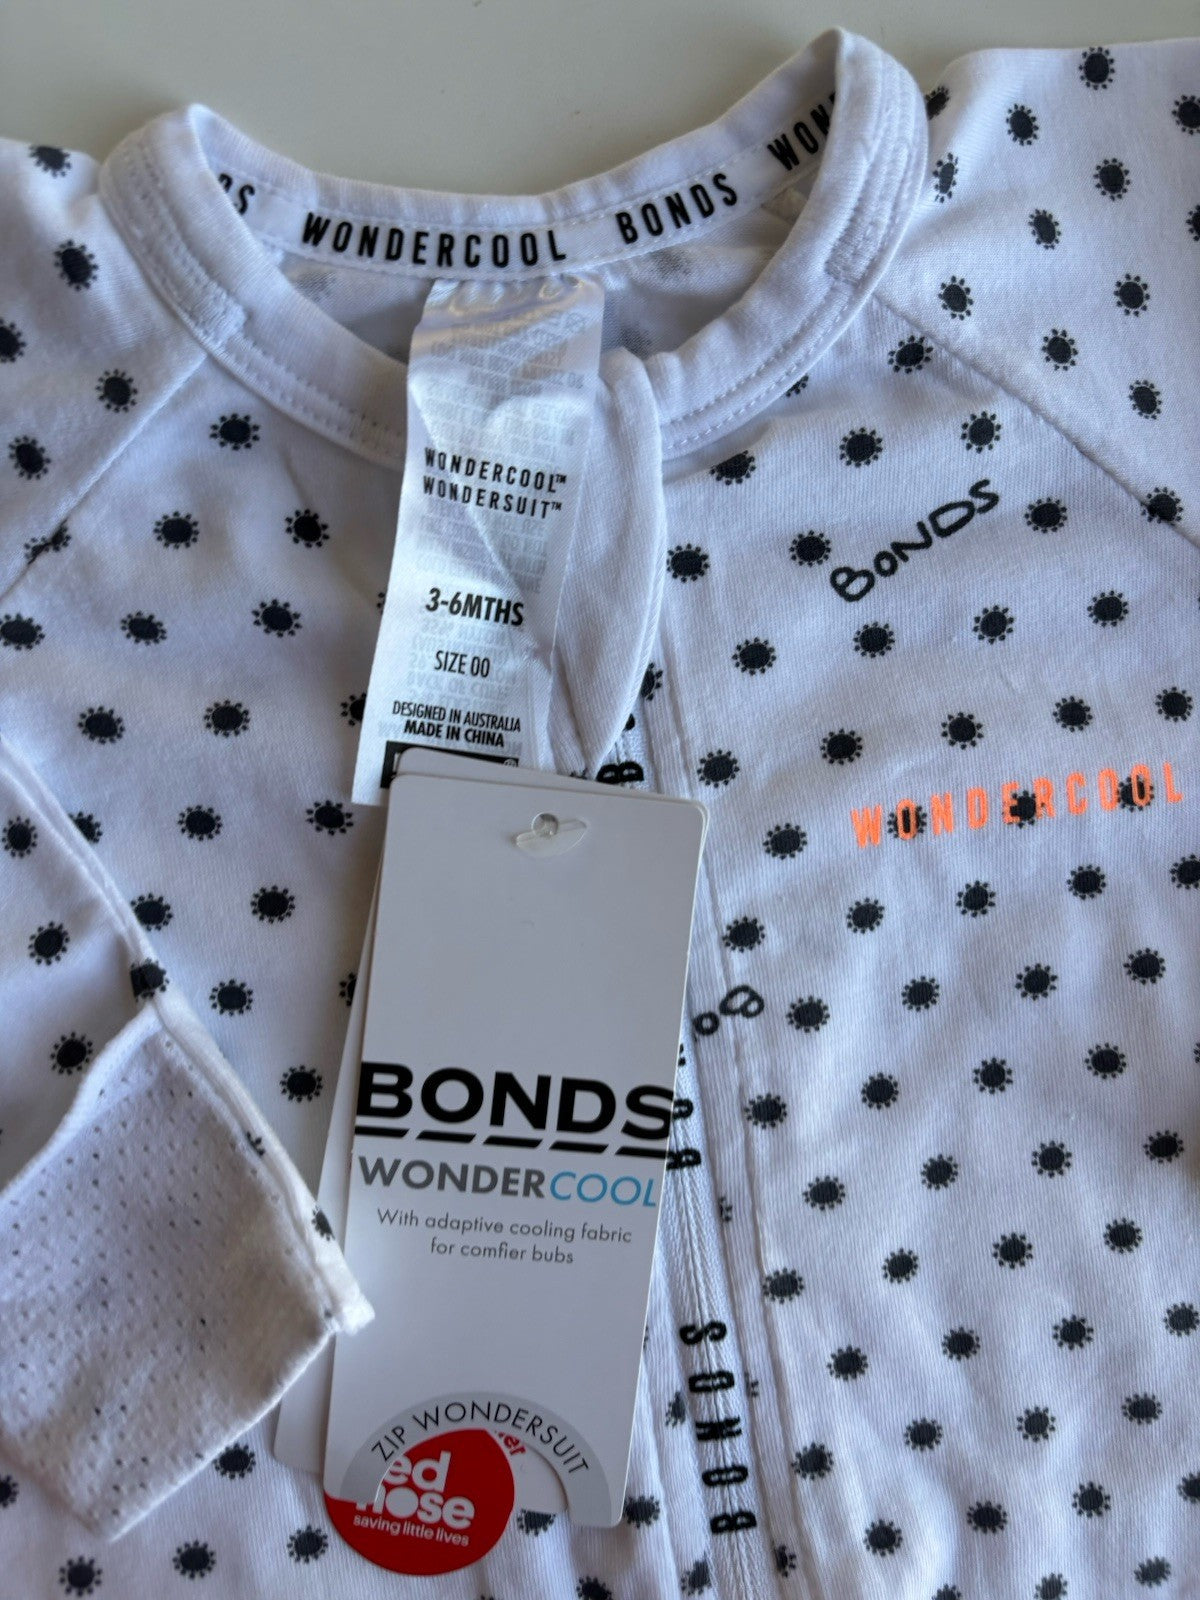 WONDERCOOL BONDS
WONDERCOOL™
WONDERSUIT™
3-6MTHS
SIZE 00
DESIGNED IN AUSTRALIA
MADE IN CHINA
BONDS
WONDERCOOL
BONDS
WONDERCOOL
With adaptive cooling fabric
for comfier bubs
ZIP WONDERSUIT
nose
saving little lives
BONDS